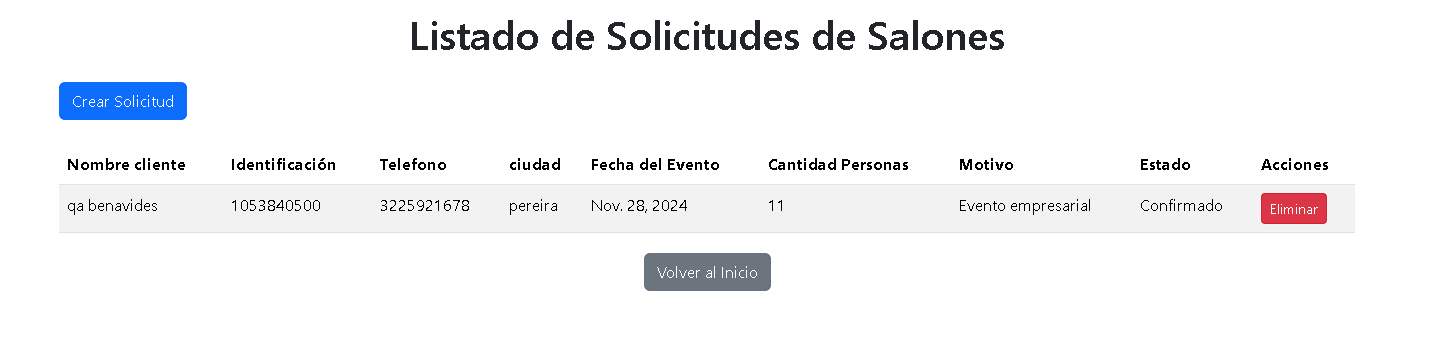 Listado de Solicitudes de Salones
Crear Solicitud
Nombre cliente Identificación Telefono ciudad Fecha del Evento Cantidad Personas Motivo Estado Acciones
qa benavides 1053840500 3225921678 pereira Nov. 28, 2024 11 Evento empresarial Confirmado Eliminar
Volver al Inicio